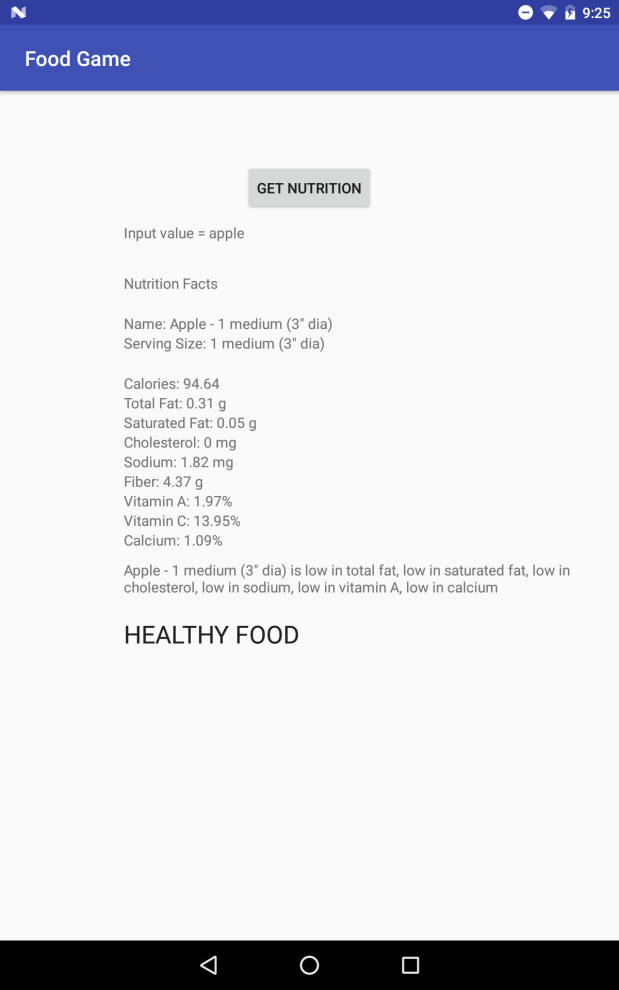 9:25
Food Game
GET NUTRITION
Input value = apple
Nutrition Facts
Name: Apple - 1 medium (3" dia)
Serving Size: 1 medium (3" dia)
Calories: 94.64
Total Fat: 0.31 g
Saturated Fat: 0.05 g
Cholesterol: 0 mg
Sodium: 1.82 mg
Fiber: 4.37 g
Vitamin A: 1.97%
Vitamin C: 13.95%
Calcium: 1.09%
Apple - 1 medium (3" dia) is low in total fat, low in saturated fat, low in
cholesterol, low in sodium, low in vitamin A, low in calcium
HEALTHY FOOD